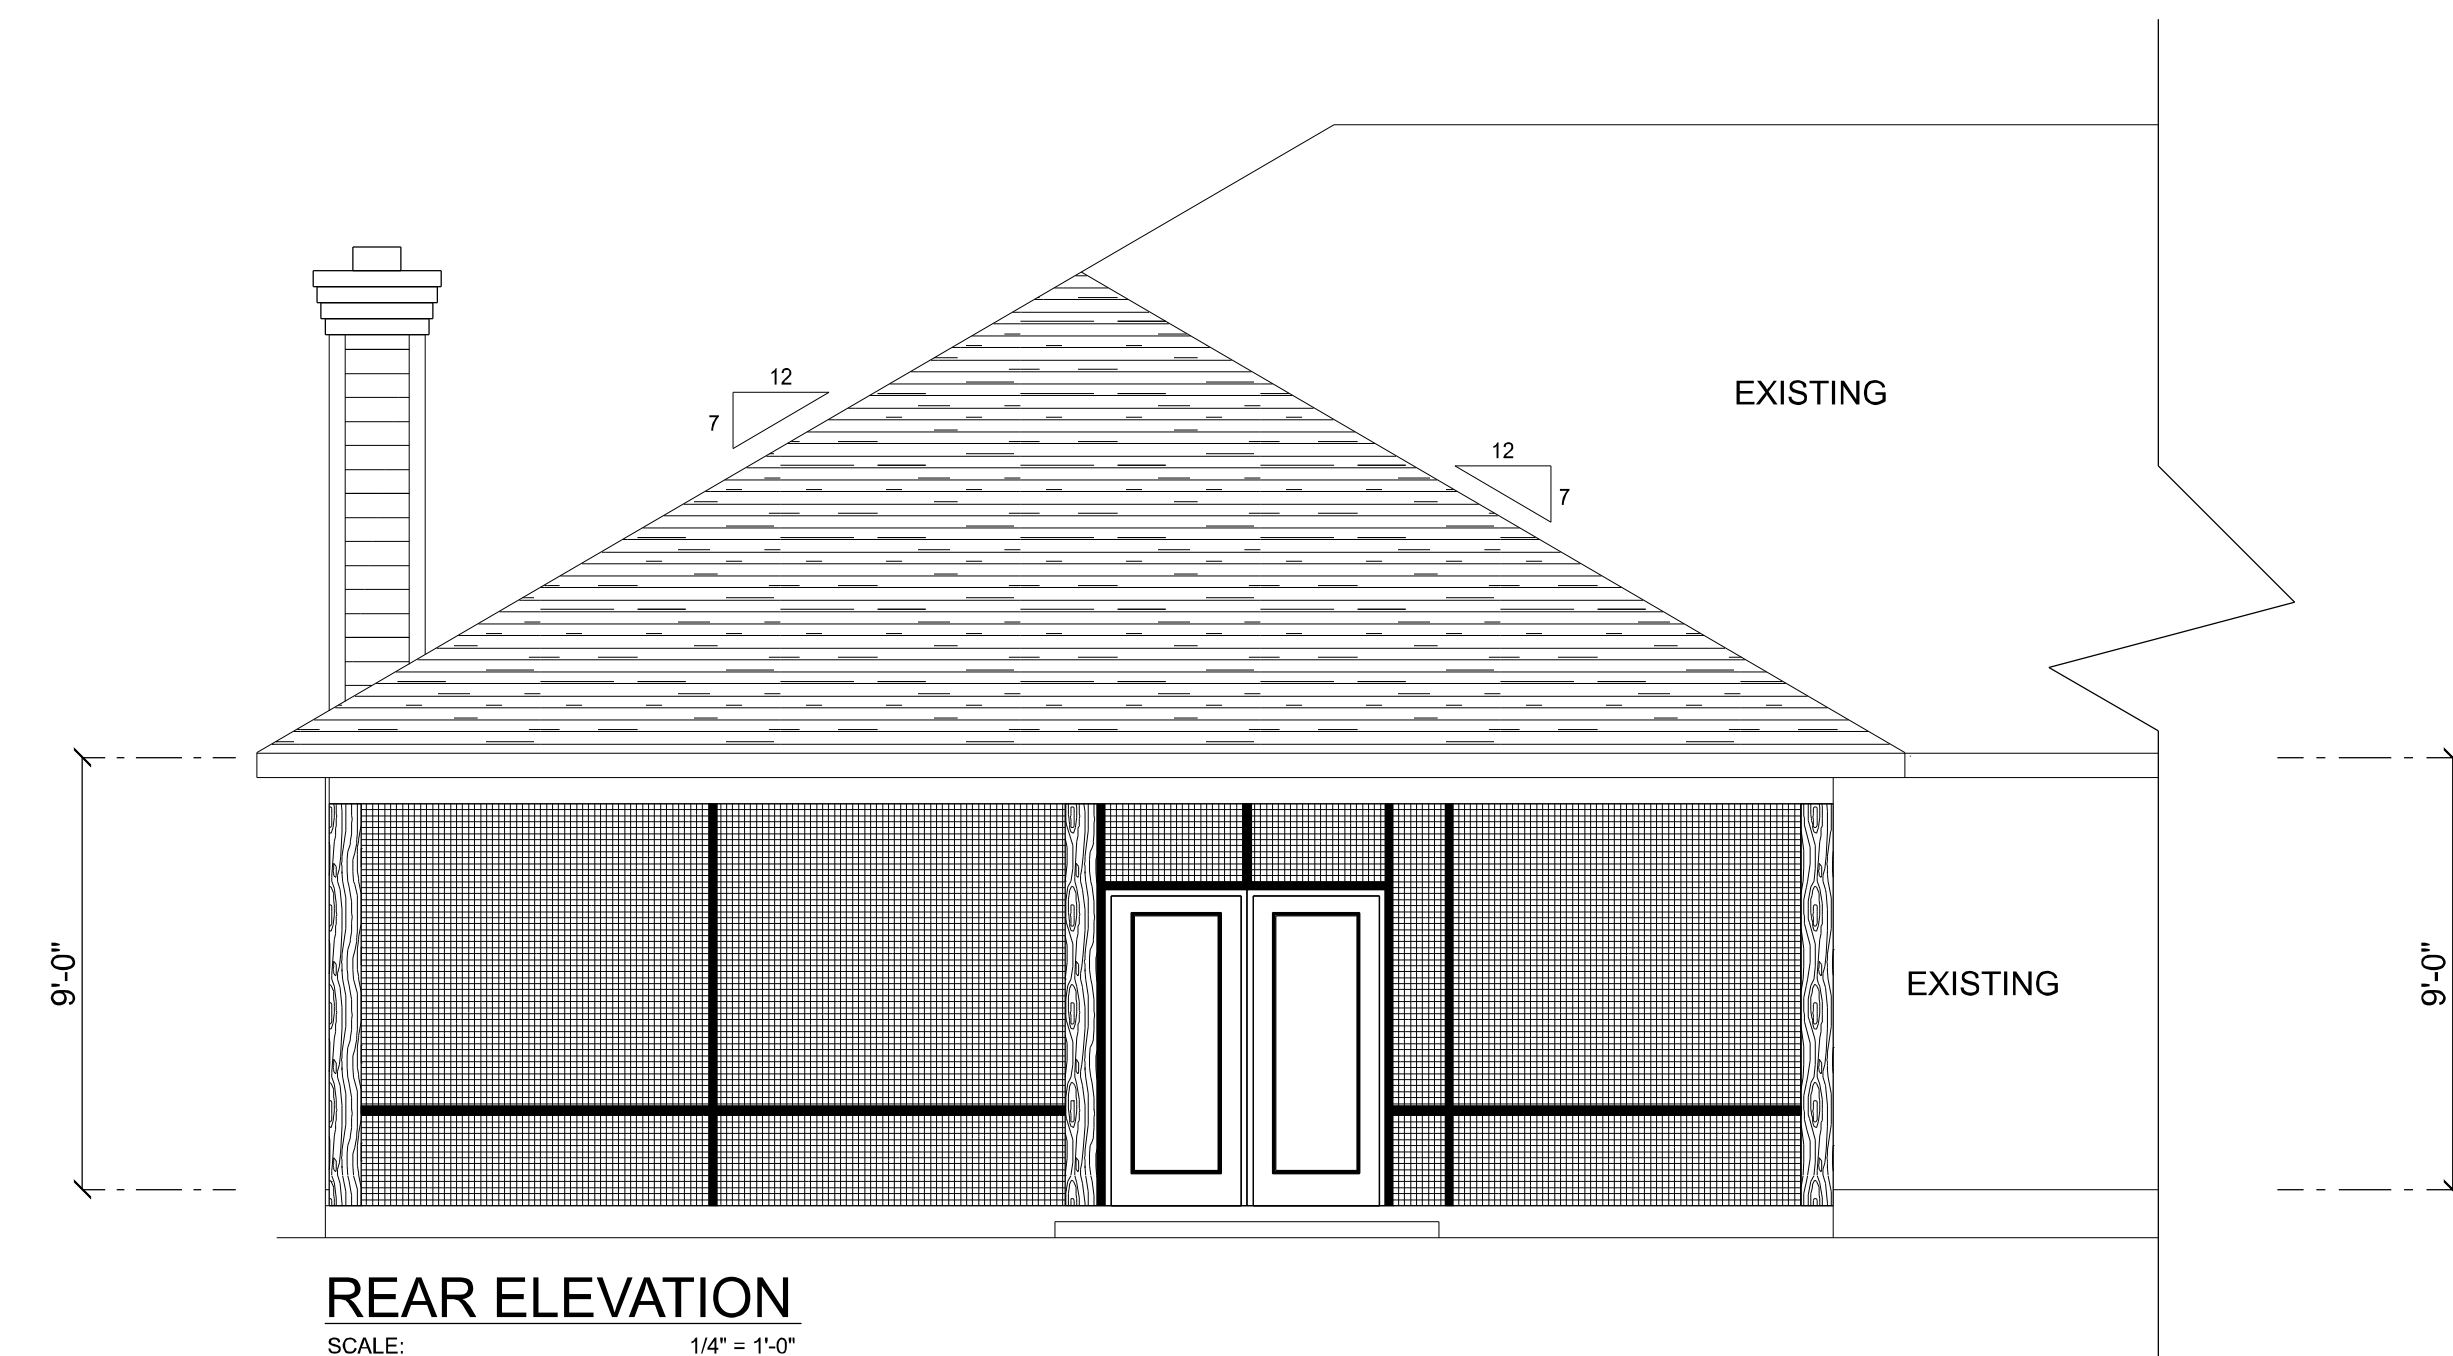 12
7
EXISTING
12
7
9'-0"
EXISTING
9'-0"
REAR ELEVATION
SCALE: 1/4" = 1'-0"